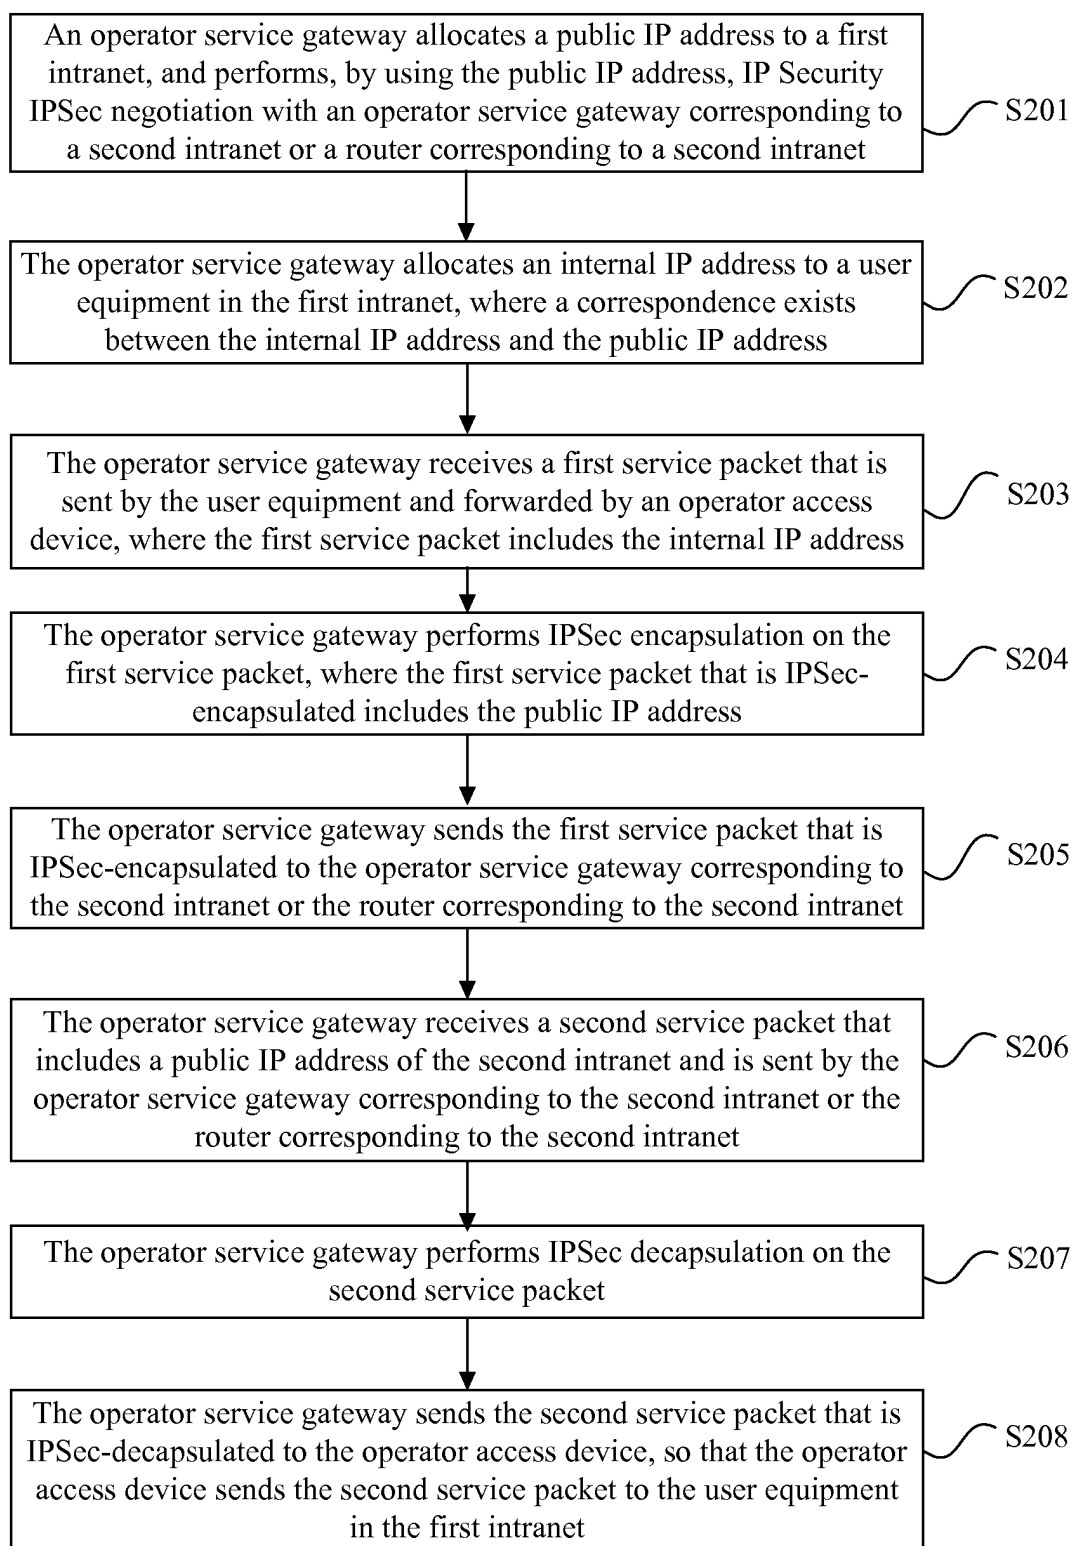 An operator service gateway allocates a public IP address to a first
intranet, and performs, by using the public IP address, IP Security
IPSec negotiation with an operator service gateway corresponding to
a second intranet or a router corresponding to a second intranet
S201
The operator service gateway allocates an internal IP address to a user
equipment in the first intranet, where a correspondence exists
between the internal IP address and the public IP address
S202
The operator service gateway receives a first service packet that is
sent by the user equipment and forwarded by an operator access
device, where the first service packet includes the internal IP address
S203
The operator service gateway performs IPSec encapsulation on the
first service packet, where the first service packet that is IPSec-
encapsulated includes the public IP address
S204
The operator service gateway sends the first service packet that is
IPSec-encapsulated to the operator service gateway corresponding to
the second intranet or the router corresponding to the second intranet
S205
The operator service gateway receives a second service packet that
includes a public IP address of the second intranet and is sent by the
operator service gateway corresponding to the second intranet or the
router corresponding to the second intranet
S206
The operator service gateway performs IPSec decapsulation on the
second service packet
S207
The operator service gateway sends the second service packet that is
IPSec-decapsulated to the operator access device, so that the operator
access device sends the second service packet to the user equipment
in the first intranet
S208